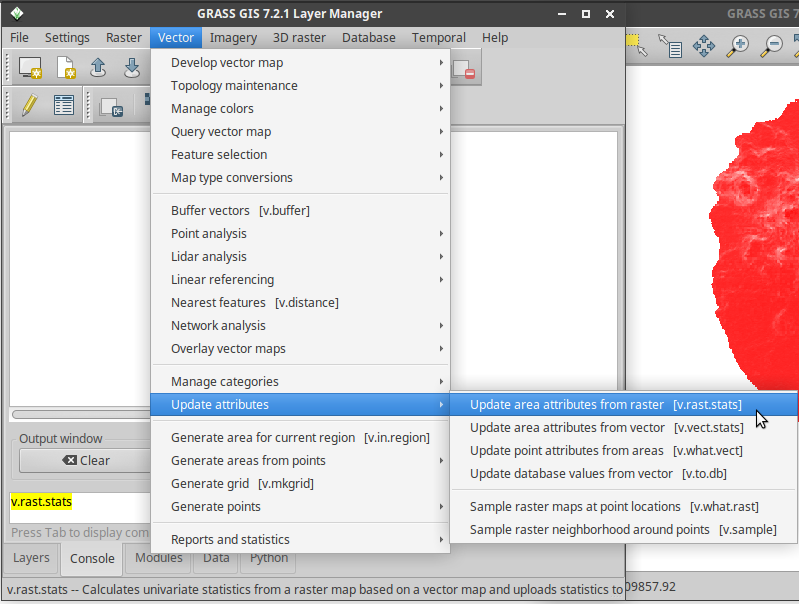 GRASS GIS 7.2.1 Layer Manager
GRASS GIS 7
File Settings Raster Vector Imagery 3D raster Database Temporal Help
Develop vector map
Topology maintenance
Manage colors
Query vector map
Feature selection
Map type conversions
Buffer vectors [v.buffer]
Point analysis
Lidar analysis
Linear referencing
Nearest features [v.distance]
Network analysis
Overlay vector maps
Manage categories
Update attributes
Update area attributes from raster [v.rast.stats]
Update area attributes from vector [v.vect.stats]
Update point attributes from areas [v.what.vect]
Update database values from vector [v.to.db]
Sample raster maps at point locations [v.what.rast]
Sample raster neighborhood around points [v.sample]
Generate area for current region [v.in.region]
Generate areas from points
Generate grid [v.mkgrid]
Generate points
Reports and statistics
Output window
Clear
v.rast.stats
Press Tab to display com
Layers Console Modules Data Python
v.rast.stats -- Calculates univariate statistics from a raster map based on a vector map and uploads statistics to
09857.92